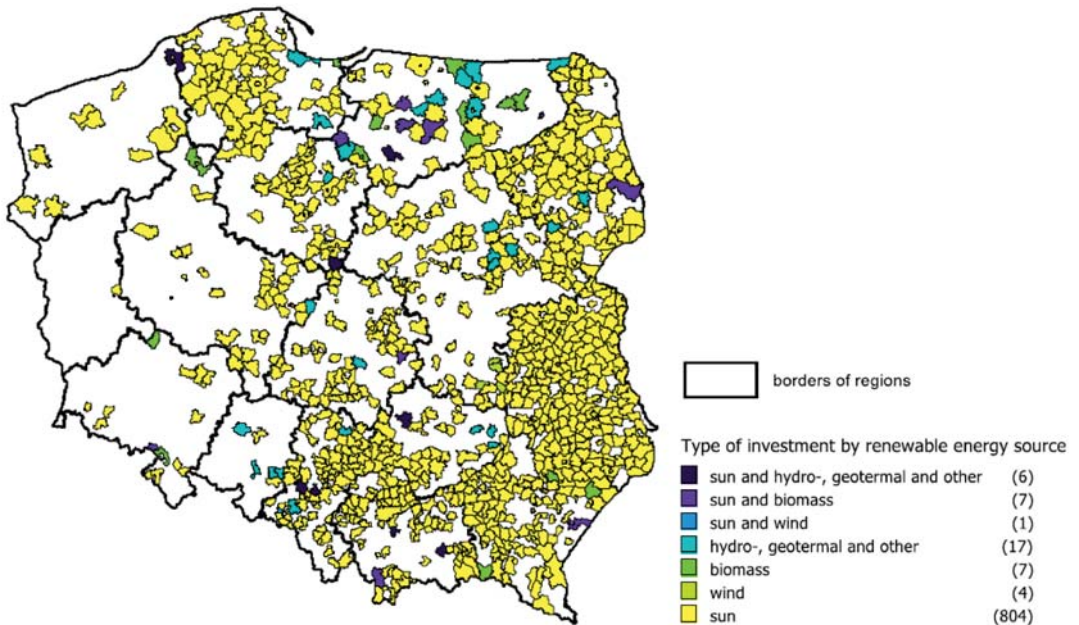 borders of regions
Type of investment by renewable energy source
sun and hydro-, geotermal and other (6)
sun and biomass (7)
sun and wind (1)
hydro-, geotermal and other (17)
biomass (7)
wind (4)
sun (804)